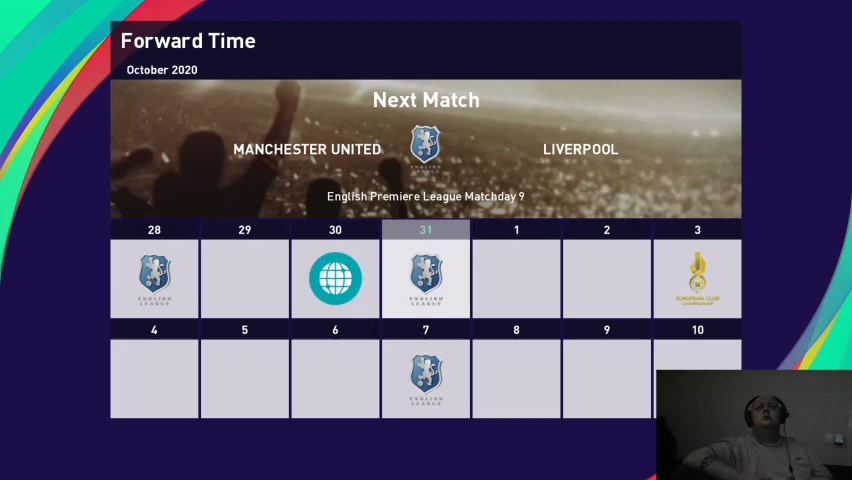 Forward Time
October 2020
Next Match
MANCHESTER UNITED
LIVERPOOL
English Premiere League Matchday 9
28 29 30 31 1 2 3
ENGLISH LEAGUE
ENGLISH LEAGUE
EUROPEAN CLUB CHAMPIONSHIP
4 5 6 7 8 9 10
ENGLISH LEAGUE